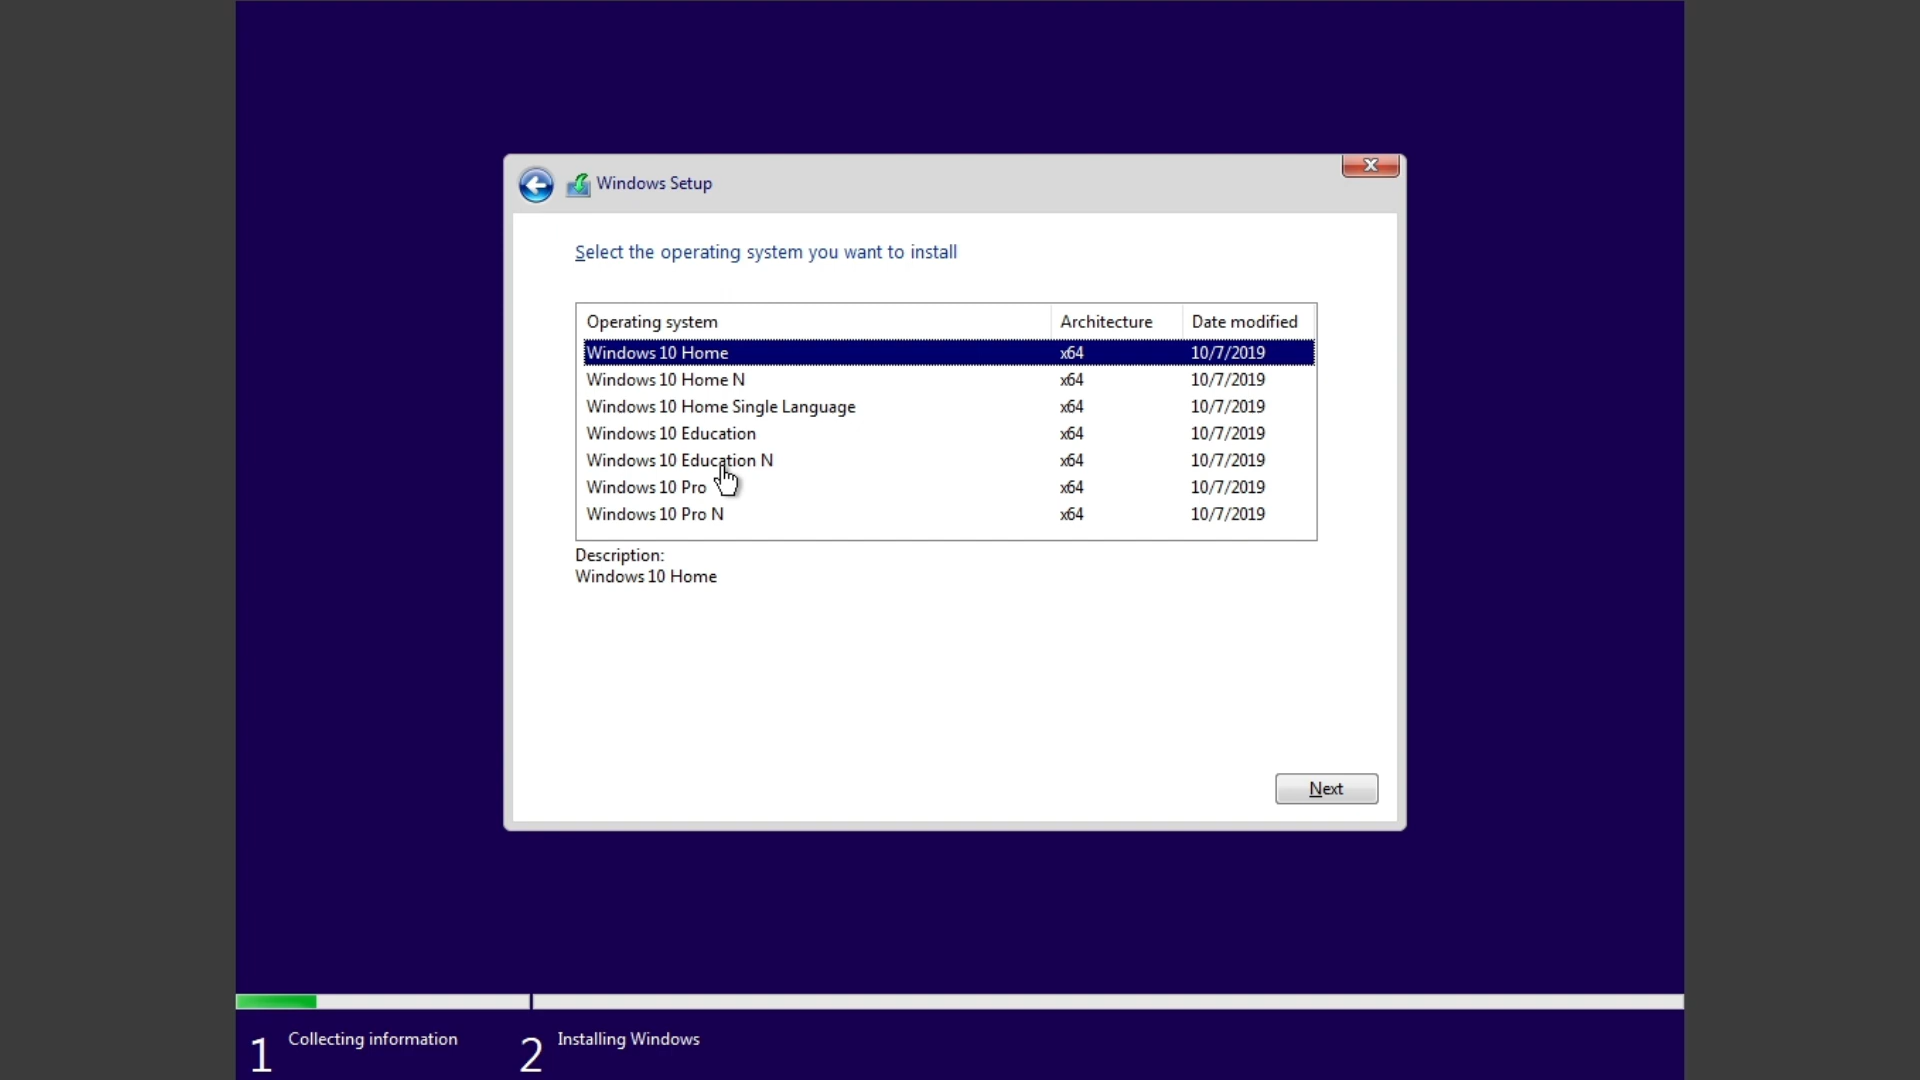 Windows Setup
Select the operating system you want to install
Operating system Architecture Date modified
Windows 10 Home x64 10/7/2019
Windows 10 Home N x64 10/7/2019
Windows 10 Home Single Language x64 10/7/2019
Windows 10 Education x64 10/7/2019
Windows 10 Education N x64 10/7/2019
Windows 10 Pro x64 10/7/2019
Windows 10 Pro N x64 10/7/2019
Description:
Windows 10 Home
Next
1 Collecting information 2 Installing Windows